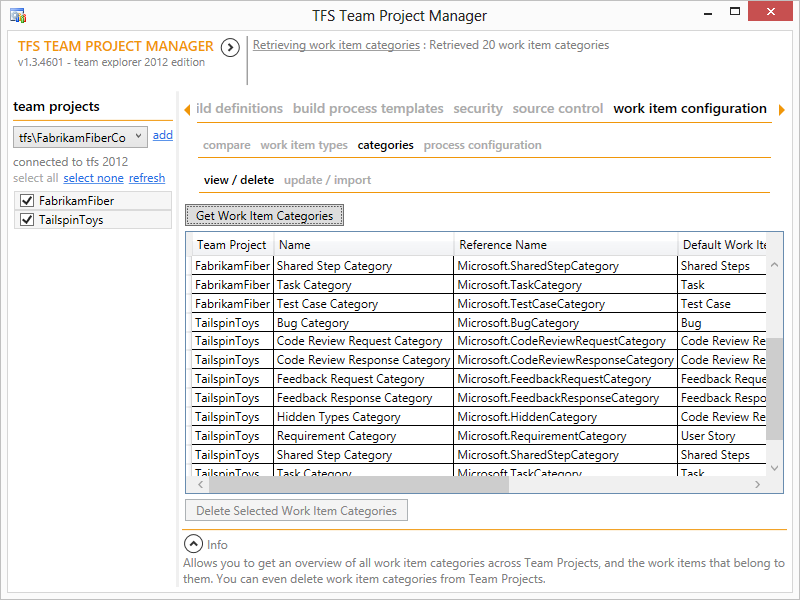 TFS Team Project Manager
TFS TEAM PROJECT MANAGER
v1.3.4601 - team explorer 2012 edition
Retrieving work item categories : Retrieved 20 work item categories
team projects
tfs\FabrikamFiberCo add
connected to tfs 2012
select all select none refresh
FabrikamFiber
TailspinToys
ild definitions build process templates security source control work item configuration
compare work item types categories process configuration
view / delete update / import
Get Work Item Categories
Team Project Name Reference Name Default Work Ite
FabrikamFiber Shared Step Category Microsoft.SharedStepCategory Shared Steps
FabrikamFiber Task Category Microsoft.TaskCategory Task
FabrikamFiber Test Case Category Microsoft.TestCaseCategory Test Case
TailspinToys Bug Category Microsoft.BugCategory Bug
TailspinToys Code Review Request Category Microsoft.CodeReviewRequestCategory Code Review Re
TailspinToys Code Review Response Category Microsoft.CodeReviewResponseCategory Code Review Re
TailspinToys Feedback Request Category Microsoft.FeedbackRequestCategory Feedback Reque
TailspinToys Feedback Response Category Microsoft.FeedbackResponseCategory Feedback Respo
TailspinToys Hidden Types Category Microsoft.HiddenCategory Code Review Re
TailspinToys Requirement Category Microsoft.RequirementCategory User Story
TailspinToys Shared Step Category Microsoft.SharedStepCategory Shared Steps
TailspinToys Task Category Microsoft.TaskCategory Task
Delete Selected Work Item Categories
Info
Allows you to get an overview of all work item categories across Team Projects, and the work items that belong to
them. You can even delete work item categories from Team Projects.